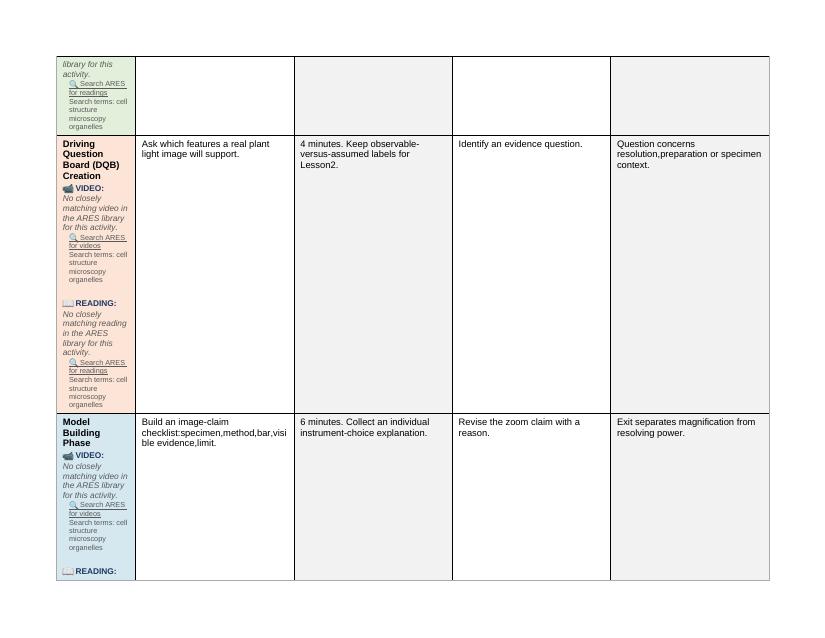 library for this
activity.
🔍 Search ARES
for readings
Search terms: cell
structure
microscopy
organelles
Driving
Question
Board (DQB)
Creation
📹 VIDEO:
No closely
matching video in
the ARES library
for this activity.
🔍 Search ARES
for videos
Search terms: cell
structure
microscopy
organelles
📖 READING:
No closely
matching reading
in the ARES
library for this
activity.
🔍 Search ARES
for readings
Search terms: cell
structure
microscopy
organelles
Ask which features a real plant
light image will support.
4 minutes. Keep observable-
versus-assumed labels for
Lesson2.
Identify an evidence question.
Question concerns
resolution,preparation or specimen
context.
Model
Building
Phase
📹 VIDEO:
No closely
matching video in
the ARES library
for this activity.
🔍 Search ARES
for videos
Search terms: cell
structure
microscopy
organelles
📖 READING:
Build an image-claim
checklist:specimen,method,bar,visi
ble evidence,limit.
6 minutes. Collect an individual
instrument-choice explanation.
Revise the zoom claim with a
reason.
Exit separates magnification from
resolving power.